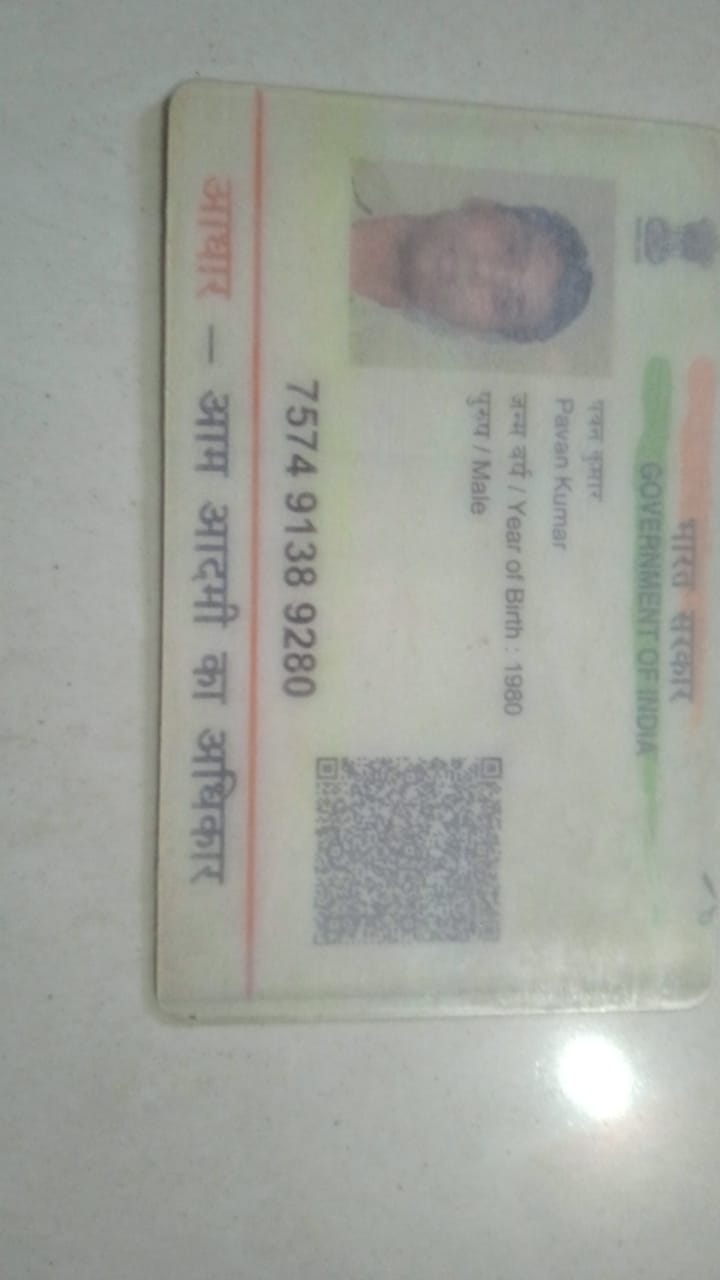 भारत सरकार
GOVERNMENT OF INDIA
पवन कुमार
Pavan Kumar
जन्म वर्ष / Year of Birth : 1980
पुरुष / Male
7574 9138 9280
आधार – आम आदमी का अधिकार